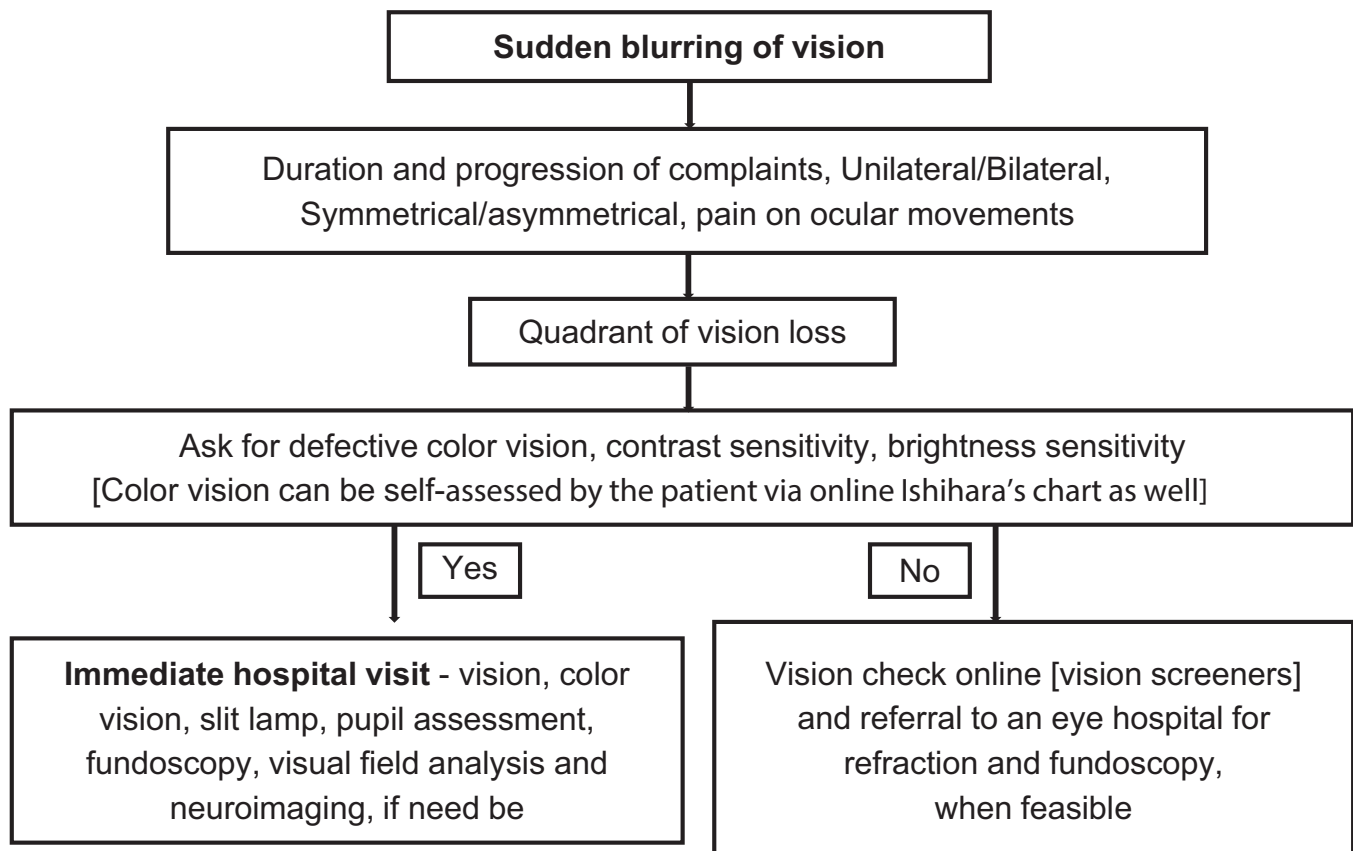 Sudden blurring of vision
Duration and progression of complaints, Unilateral/Bilateral,
Symmetrical/asymmetrical, pain on ocular movements
Quadrant of vision loss
Ask for defective color vision, contrast sensitivity, brightness sensitivity
[Color vision can be self-assessed by the patient via online Ishihara’s chart as well]
Yes
No
Immediate hospital visit - vision, color
vision, slit lamp, pupil assessment,
fundoscopy, visual field analysis and
neuroimaging, if need be
Vision check online [vision screeners]
and referral to an eye hospital for
refraction and fundoscopy,
when feasible